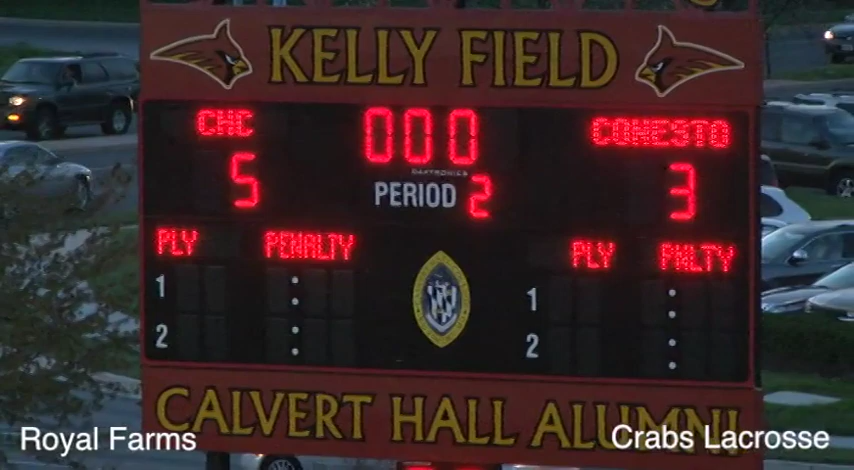 KELLY FIELD
CHC 000 CONESTO
DAKTRONICS
5 PERIOD 2 3
PLY PENALTY PLY PNLTY
1 : 1 :
2 : 2 :
CALVERT HALL ALUMNI
Royal Farms Crabs Lacrosse